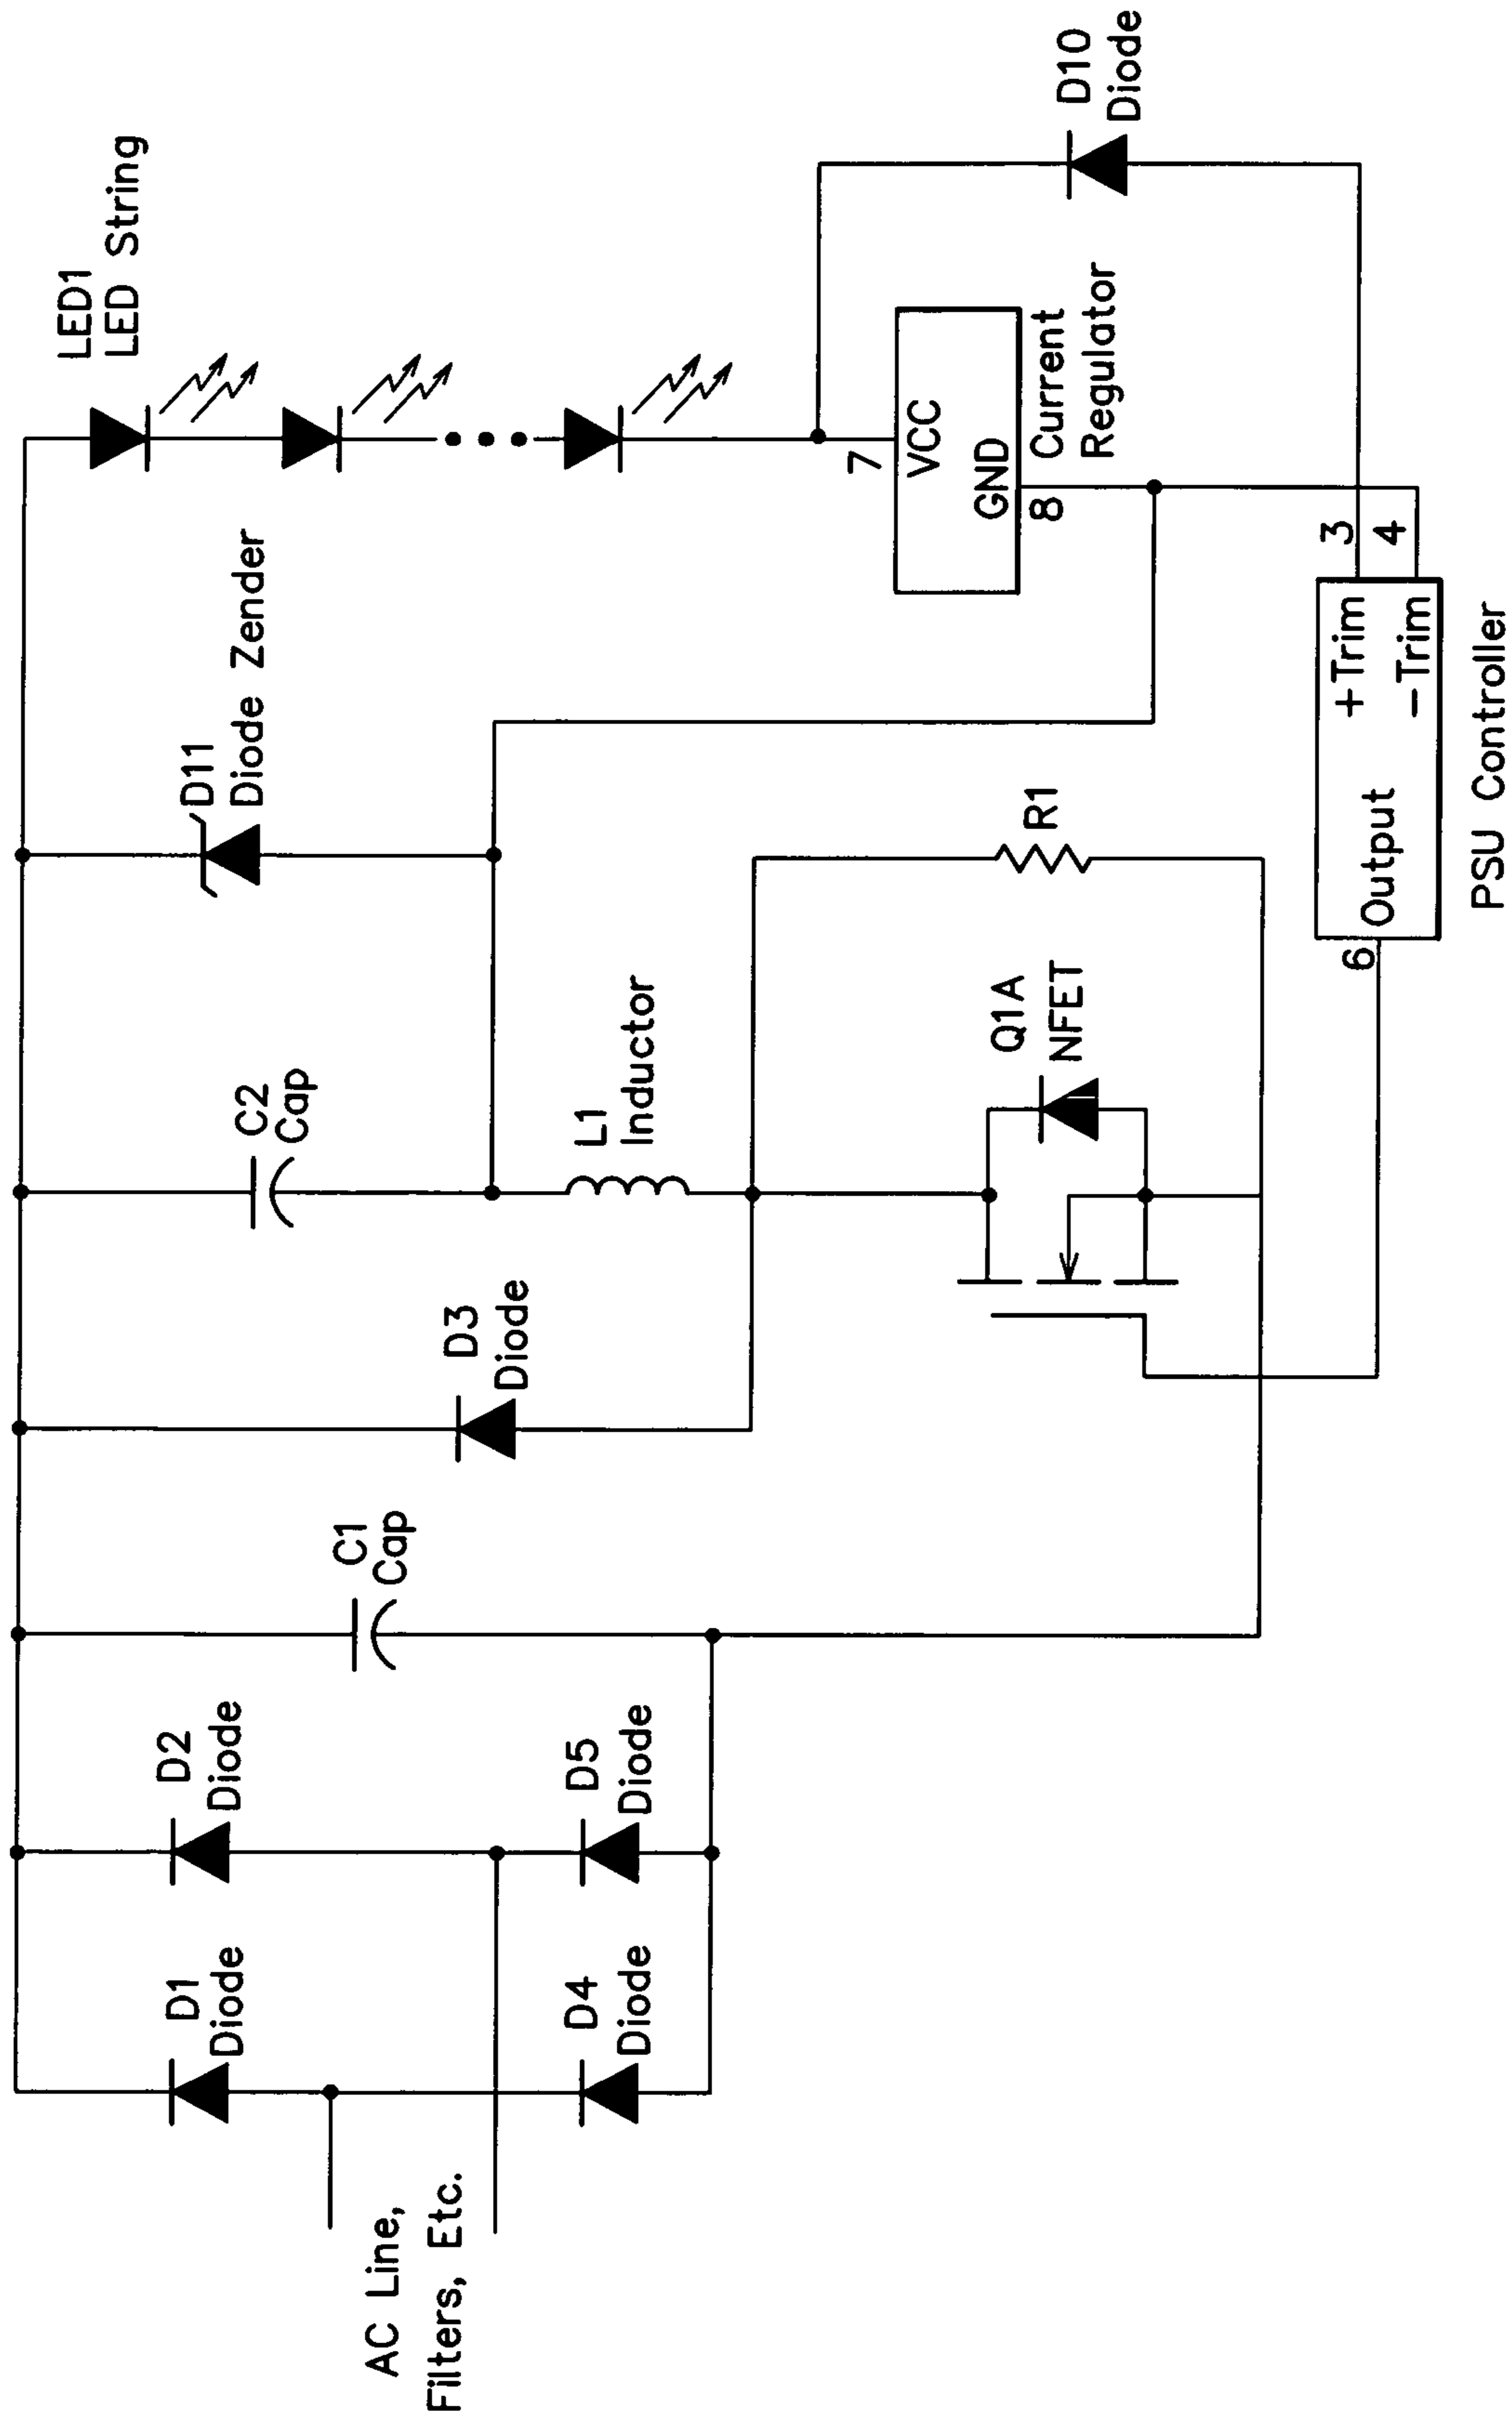 AC Line,
Filters, Etc.
D1
Diode
D2
Diode
D4
Diode
D5
Diode
C1
Cap
D3
Diode
C2
Cap
L1
Inductor
Q1A
NFET
R1
D11
Diode Zender
LED1
LED String
7
VCC
GND
8
Current
Regulator
D10
Diode
3
4
+Trim
-Trim
Output
6
PSU Controller